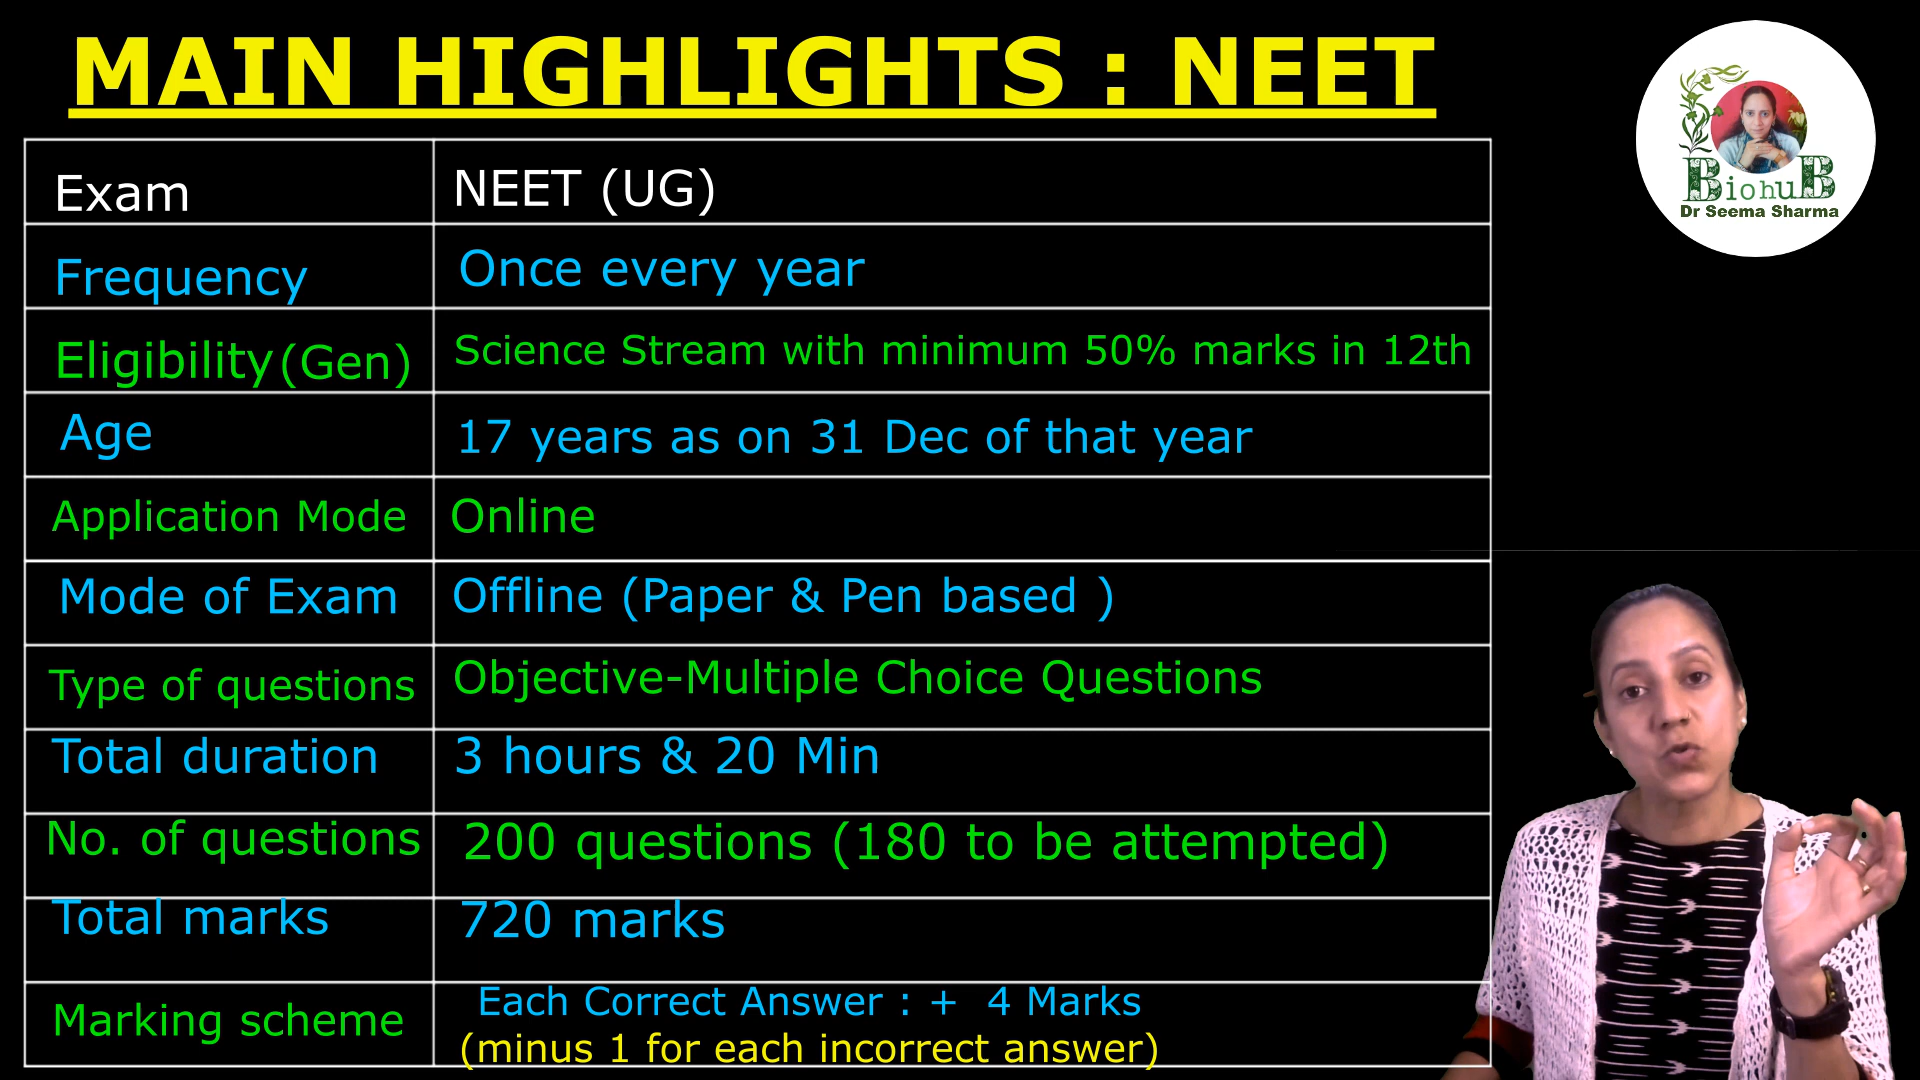 MAIN HIGHLIGHTS : NEET
BiohuB
Dr Seema Sharma
Exam NEET (UG)
Frequency Once every year
Eligibility (Gen) Science Stream with minimum 50% marks in 12th
Age 17 years as on 31 Dec of that year
Application Mode Online
Mode of Exam Offline (Paper & Pen based )
Type of questions Objective-Multiple Choice Questions
Total duration 3 hours & 20 Min
No. of questions 200 questions (180 to be attempted)
Total marks 720 marks
Marking scheme Each Correct Answer : + 4 Marks
(minus 1 for each incorrect answer)